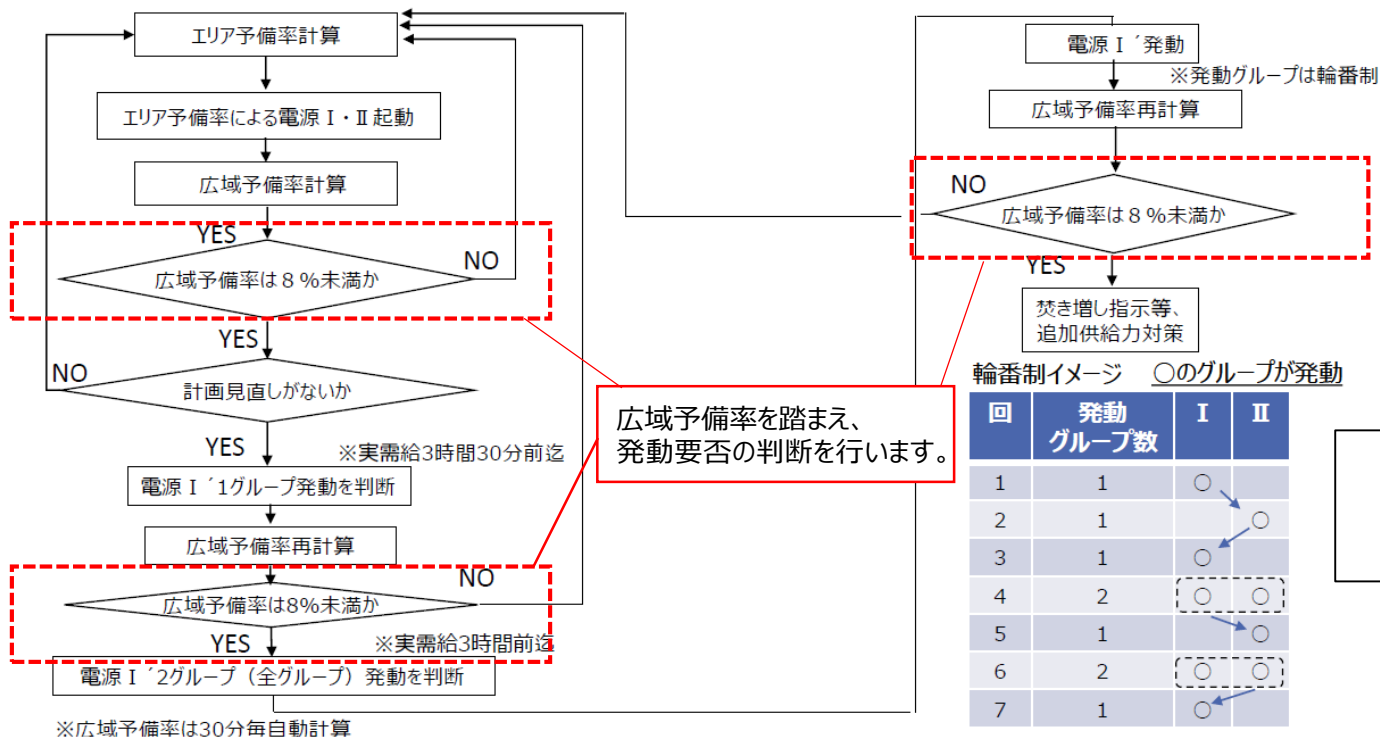 エリア予備率計算
エリア予備率による電源Ⅰ・Ⅱ起動
広域予備率計算
YES
広域予備率は8%未満か
NO
YES
NO
計画見直しがないか
YES
※実需給3時間30分前迄
電源Ⅰ´1グループ発動を判断
広域予備率再計算
NO
広域予備率は8%未満か
YES
※実需給3時間前迄
電源Ⅰ´2グループ(全グループ)発動を判断
※広域予備率は30分毎自動計算
広域予備率を踏まえ、
発動要否の判断を行います。
電源Ⅰ´発動
※発動グループは輪番制
広域予備率再計算
NO
広域予備率は8%未満か
YES
焚き増し指示等、
追加供給力対策
輪番制イメージ ○のグループが発動
回 発動グループ数 Ⅰ Ⅱ
1 1 ○
2 1 ○
3 1 ○
4 2 ○ ○
5 1 ○
6 2 ○ ○
7 1 ○